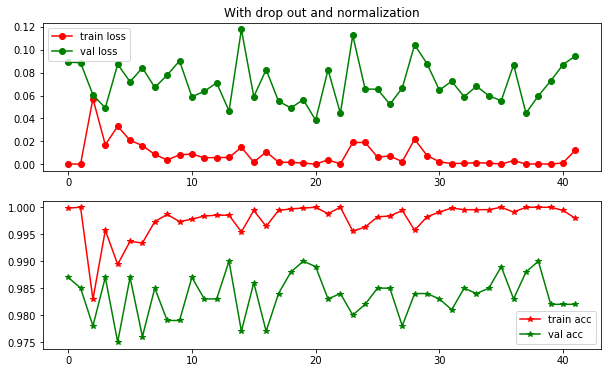 With drop out and normalization
0.12
0.10
0.08
0.06
0.04
0.02
0.00
train loss
val loss
0 10 20 30 40
1.000
0.995
0.990
0.985
0.980
0.975
train acc
val acc
0 10 20 30 40